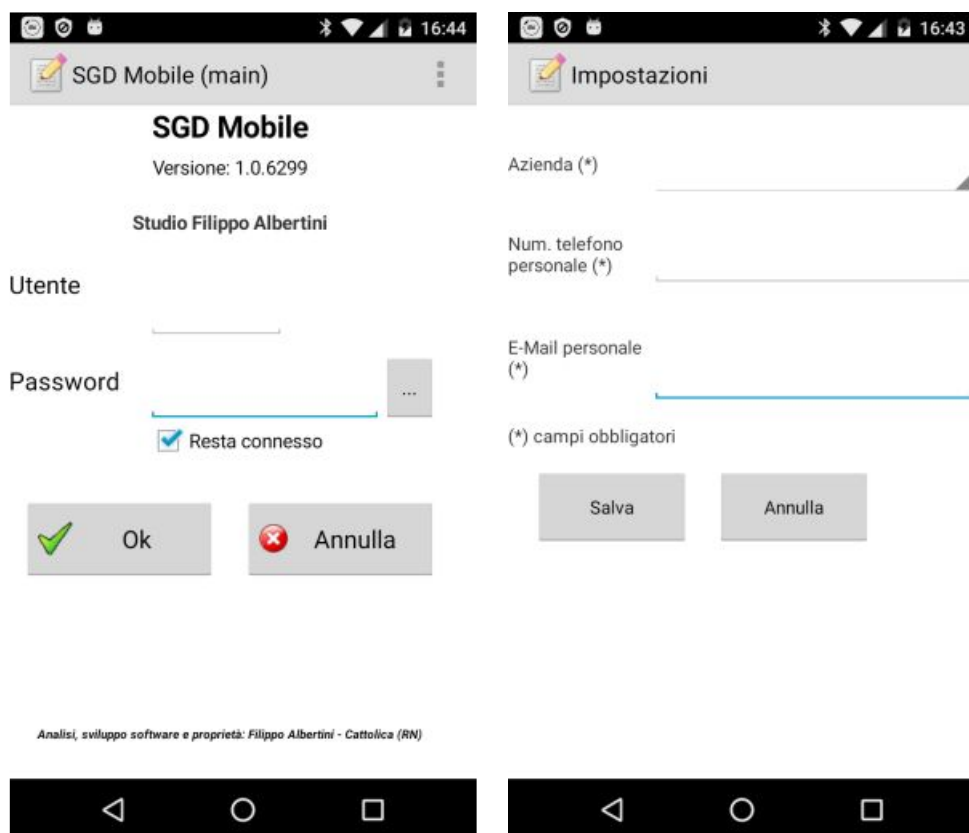 16:44
SGD Mobile (main)
SGD Mobile
Versione: 1.0.6299
Studio Filippo Albertini
Utente
Password
...
Resta connesso
Ok
Annulla
Analisi, sviluppo software e proprietà: Filippo Albertini - Cattolica (RN)
16:43
Impostazioni
Azienda (*)
Num. telefono
personale (*)
E-Mail personale
(*)
(*) campi obbligatori
Salva
Annulla